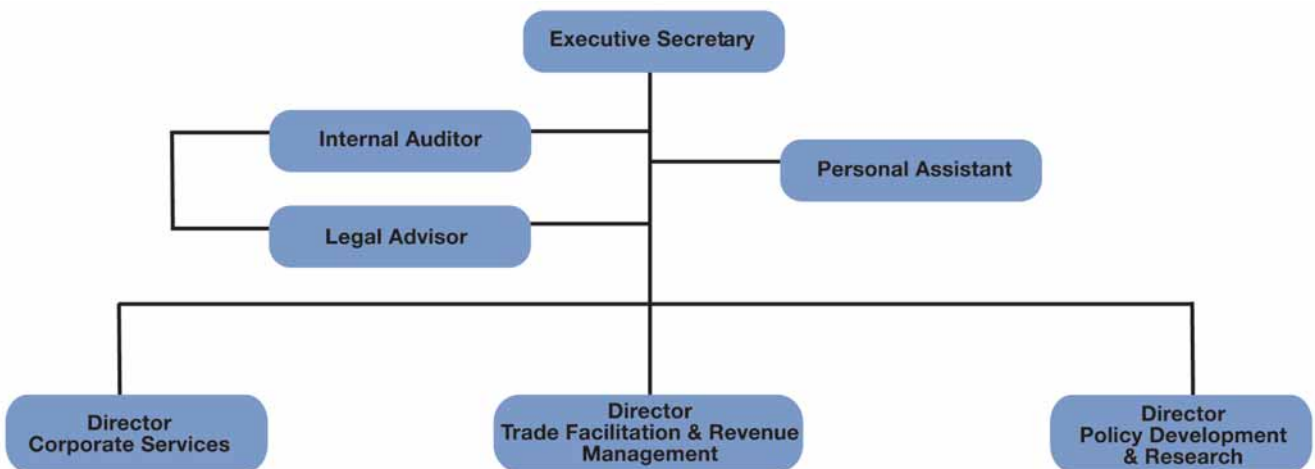 Executive Secretary
Internal Auditor
Personal Assistant
Legal Advisor
Director
Corporate Services
Director
Trade Facilitation & Revenue
Management
Director
Policy Development
& Research